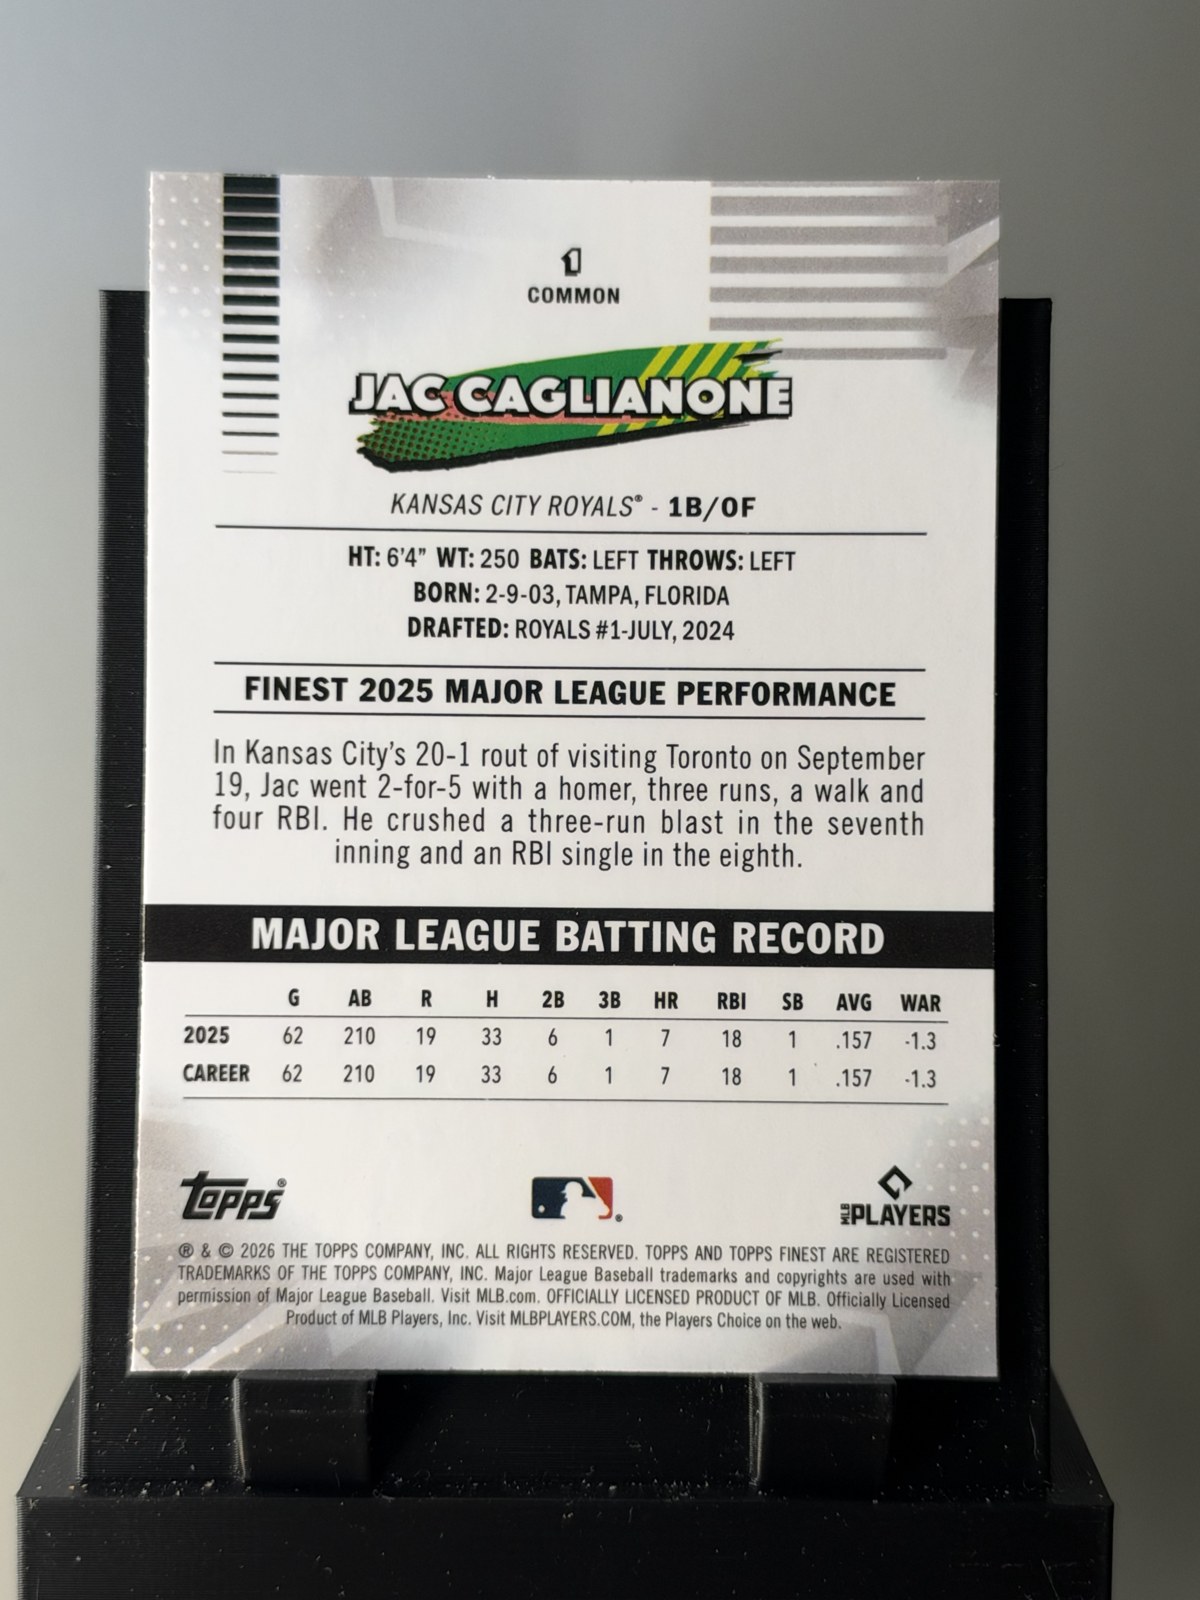 1
COMMON
JAC CAGLIANONE
KANSAS CITY ROYALS® - 1B/OF
HT: 6'4" WT: 250 BATS: LEFT THROWS: LEFT
BORN: 2-9-03, TAMPA, FLORIDA
DRAFTED: ROYALS #1-JULY, 2024
FINEST 2025 MAJOR LEAGUE PERFORMANCE
In Kansas City's 20-1 rout of visiting Toronto on September
19, Jac went 2-for-5 with a homer, three runs, a walk and
four RBI. He crushed a three-run blast in the seventh
inning and an RBI single in the eighth.
MAJOR LEAGUE BATTING RECORD
G AB R H 2B 3B HR RBI SB AVG WAR
2025 62 210 19 33 6 1 7 18 1 .157 -1.3
CAREER 62 210 19 33 6 1 7 18 1 .157 -1.3
Topps® ® MLB PLAYERS
® & © 2026 THE TOPPS COMPANY, INC. ALL RIGHTS RESERVED. TOPPS AND TOPPS FINEST ARE REGISTERED
TRADEMARKS OF THE TOPPS COMPANY, INC. Major League Baseball trademarks and copyrights are used with
permission of Major League Baseball. Visit MLB.com. OFFICIALLY LICENSED PRODUCT OF MLB. Officially Licensed
Product of MLB Players, Inc. Visit MLBPLAYERS.COM, the Players Choice on the web.